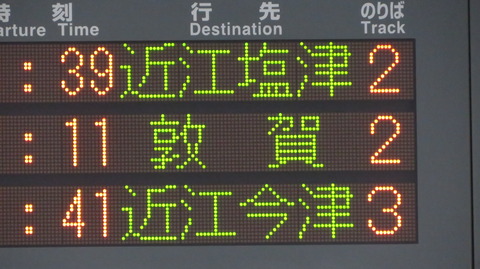 時刻 行先 のりば
arture Time Destination Track
:39 近江塩津 2
:11 敦賀 2
:41 近江今津 3